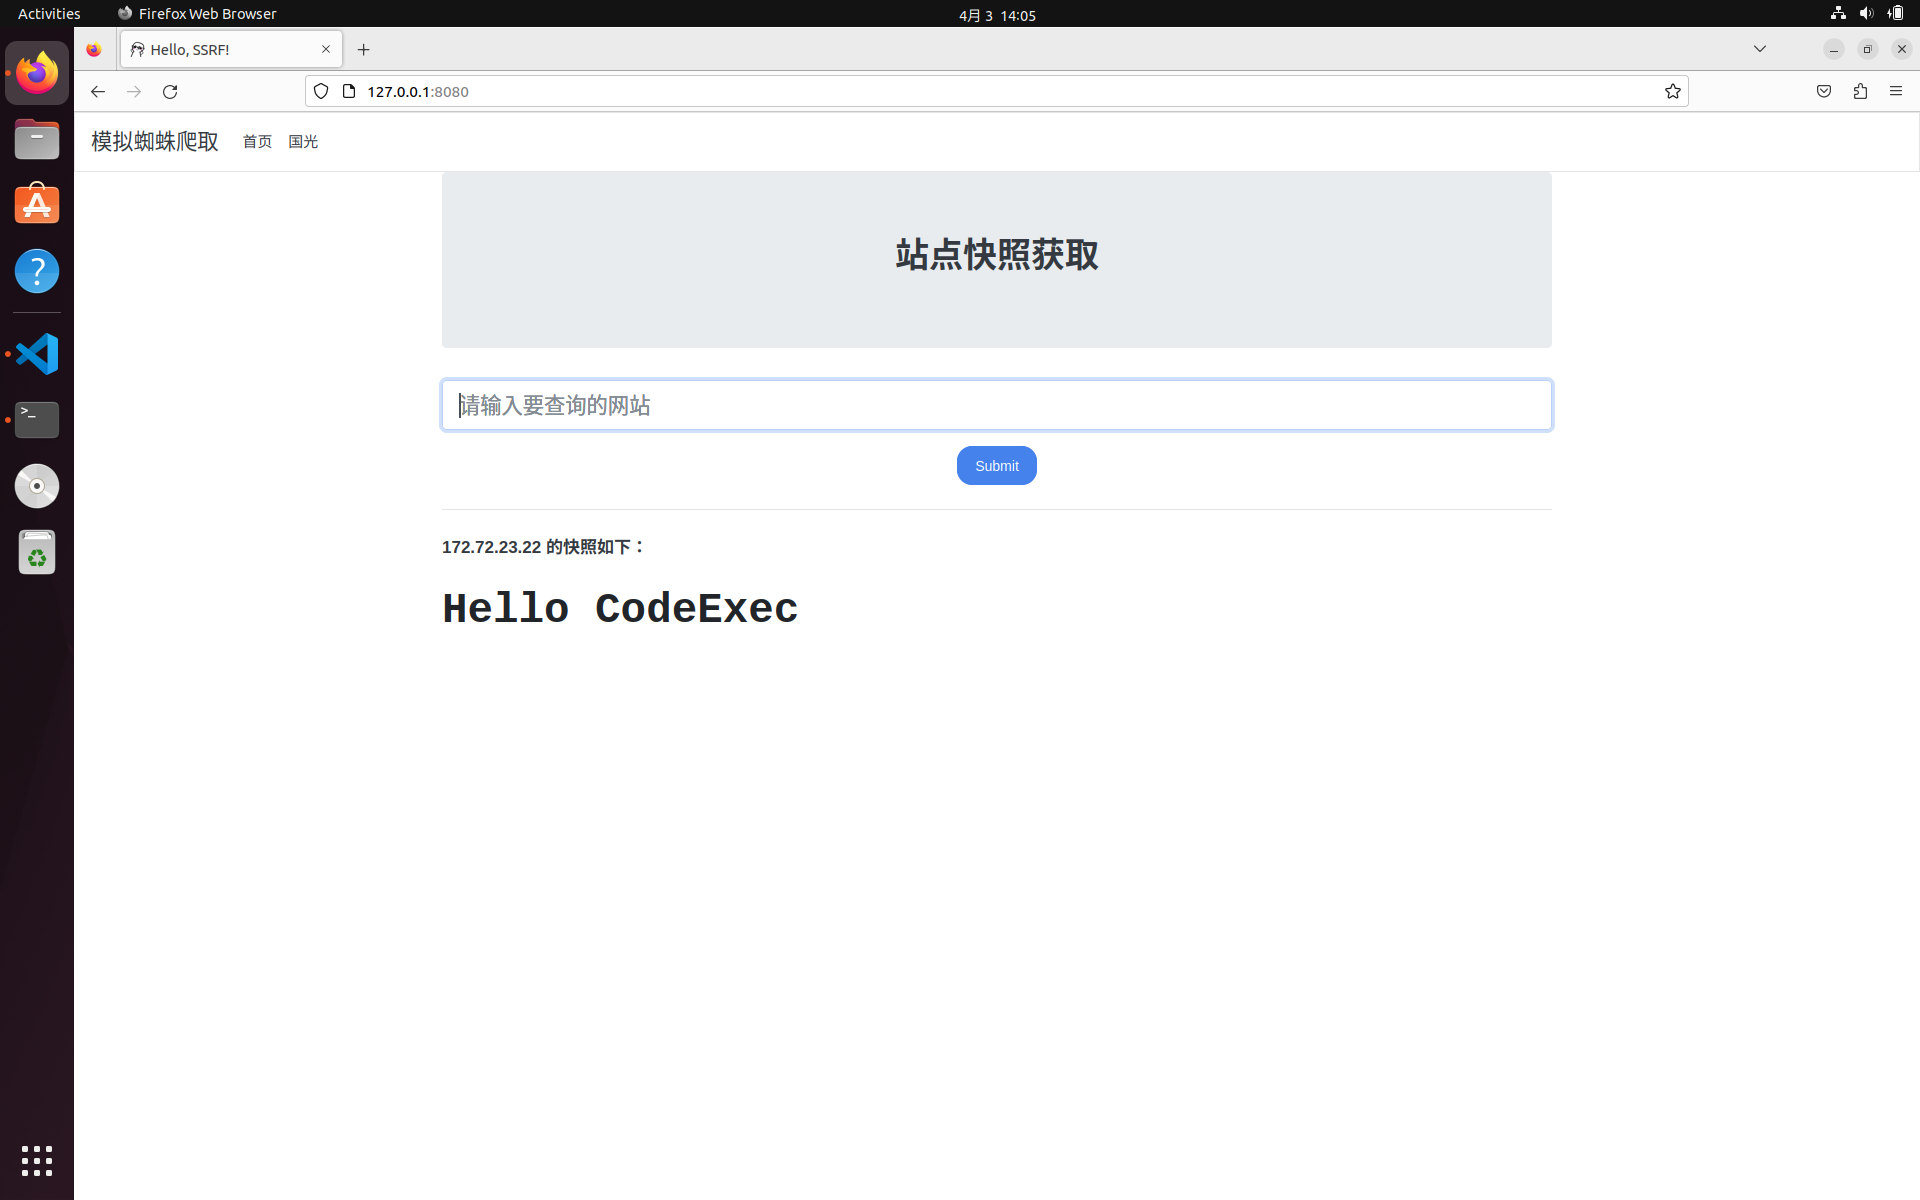 Activities
Firefox Web Browser
4月 3 14:05
Hello, SSRF!
127.0.0.1:8080
模拟蜘蛛爬取
首页
国光
站点快照获取
请输入要查询的网站
Submit
172.72.23.22 的快照如下：
Hello CodeExec